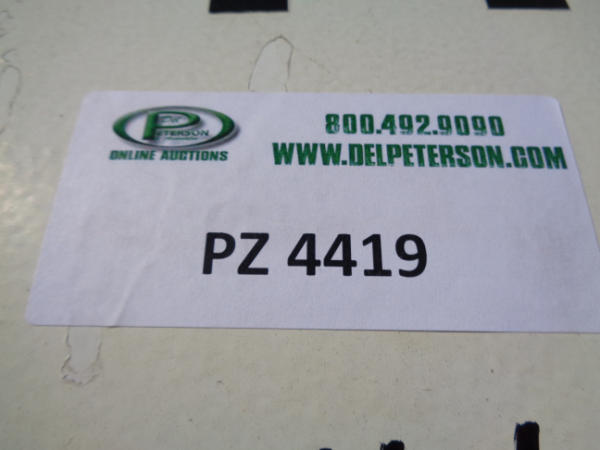 PETERSON
ONLINE AUCTIONS
800.492.9090
WWW.DELPETERSON.COM
PZ 4419